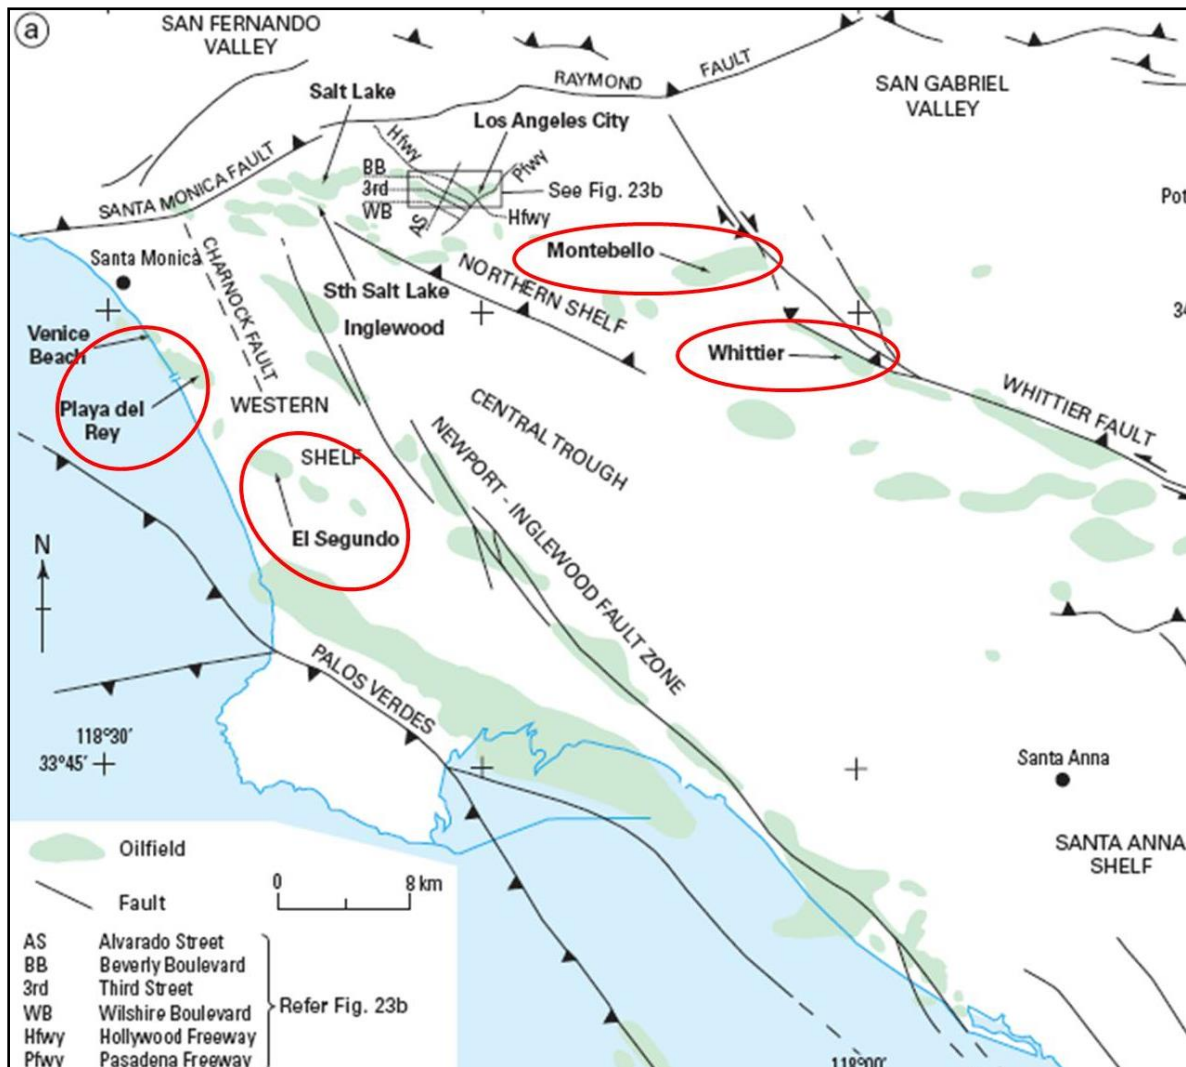 a
SAN FERNANDO
VALLEY
FAULT
RAYMOND
SAN GABRIEL
VALLEY
Salt Lake
Los Angeles City
Hfwy
Pfwy
BB
3rd
WB
AS
Hfwy
See Fig. 23b
Pot
SANTA MONICA FAULT
Santa Monica
CHARNOCK FAULT
Montebello
NORTHERN SHELF
Sth Salt Lake
Inglewood
34
Venice
Beach
Whittier
WHITTIER FAULT
Playa del
Rey
WESTERN
SHELF
CENTRAL TROUGH
NEWPORT - INGLEWOOD FAULT ZONE
El Segundo
N
PALOS VERDES
118°30′
33°45′
Santa Anna
SANTA ANNA
SHELF
Oilfield
Fault
0 8 km
AS Alvarado Street
BB Beverly Boulevard
3rd Third Street
WB Wilshire Boulevard
Hfwy Hollywood Freeway
Pfwy Pasadena Freeway
Refer Fig. 23b
118°00′